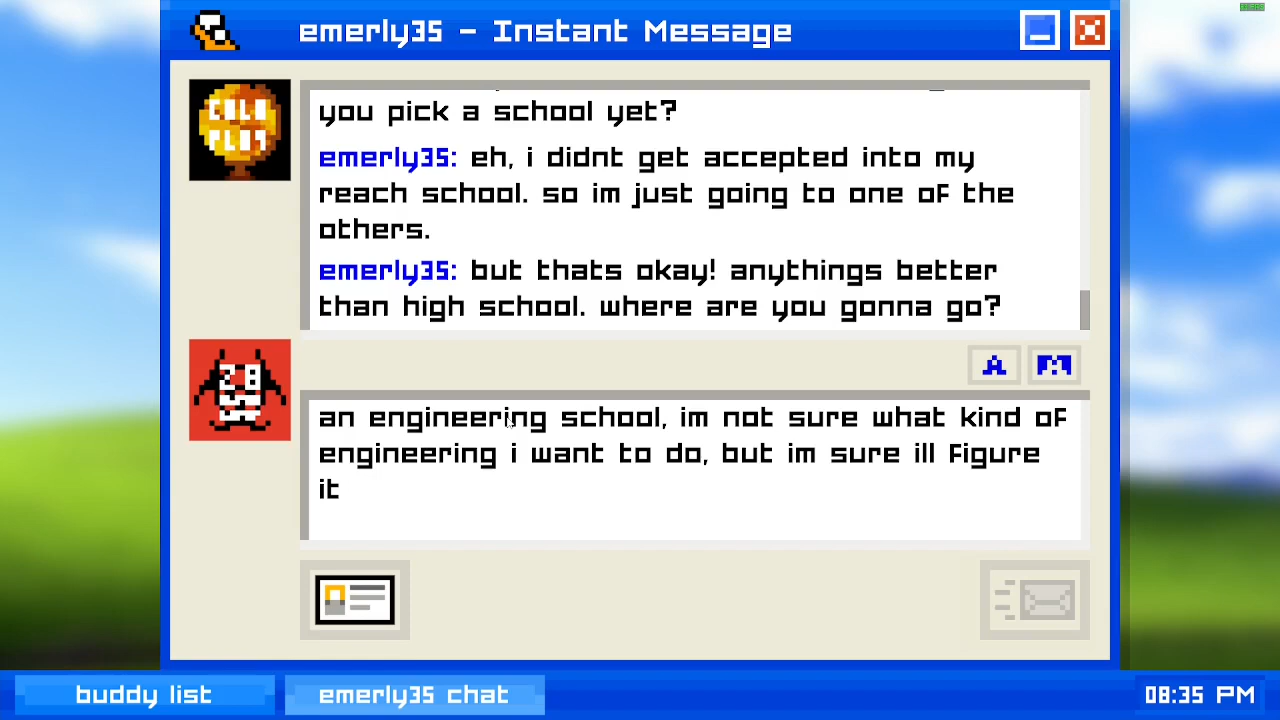 emerly35 - Instant Message
COLD
PLAY
you pick a school yet?
emerly35: eh, i didnt get accepted into my
reach school. so im just going to one of the
others.
emerly35: but thats okay! anythings better
than high school. where are you gonna go?
A
an engineering school, im not sure what kind of
engineering i want to do, but im sure ill figure
it
buddy list
emerly35 chat
08:35 PM